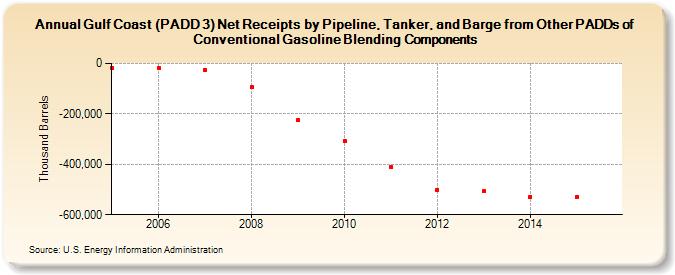 Annual Gulf Coast (PADD 3) Net Receipts by Pipeline, Tanker, and Barge from Other PADDs of
Conventional Gasoline Blending Components
Thousand Barrels
0
-200,000
-400,000
-600,000
2006
2008
2010
2012
2014
Source: U.S. Energy Information Administration